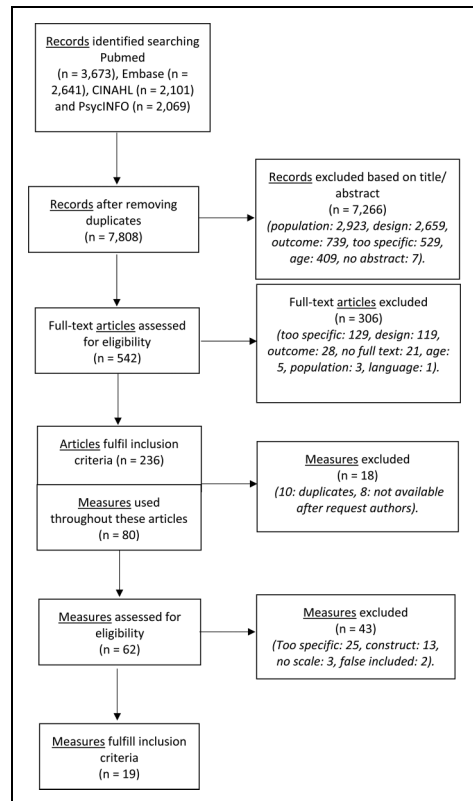 Records identified searching
Pubmed
(n = 3,673), Embase (n =
2,641), CINAHL (n = 2,101)
and PsycINFO (n = 2,069)
Records after removing
duplicates
(n = 7,808)
Records excluded based on title/
abstract
(n = 7,266)
(population: 2,923, design: 2,659,
outcome: 739, too specific: 529,
age: 409, no abstract: 7).
Full-text articles assessed
for eligibility
(n = 542)
Full-text articles excluded
(n = 306)
(too specific: 129, design: 119,
outcome: 28, no full text: 21, age:
5, population: 3, language: 1).
Articles fulfil inclusion
criteria (n = 236)
Measures used
throughout these articles
(n = 80)
Measures excluded
(n = 18)
(10: duplicates, 8: not available
after request authors).
Measures assessed for
eligibility
(n = 62)
Measures excluded
(n = 43)
(Too specific: 25, construct: 13,
no scale: 3, false included: 2).
Measures fulfill inclusion
criteria
(n = 19)